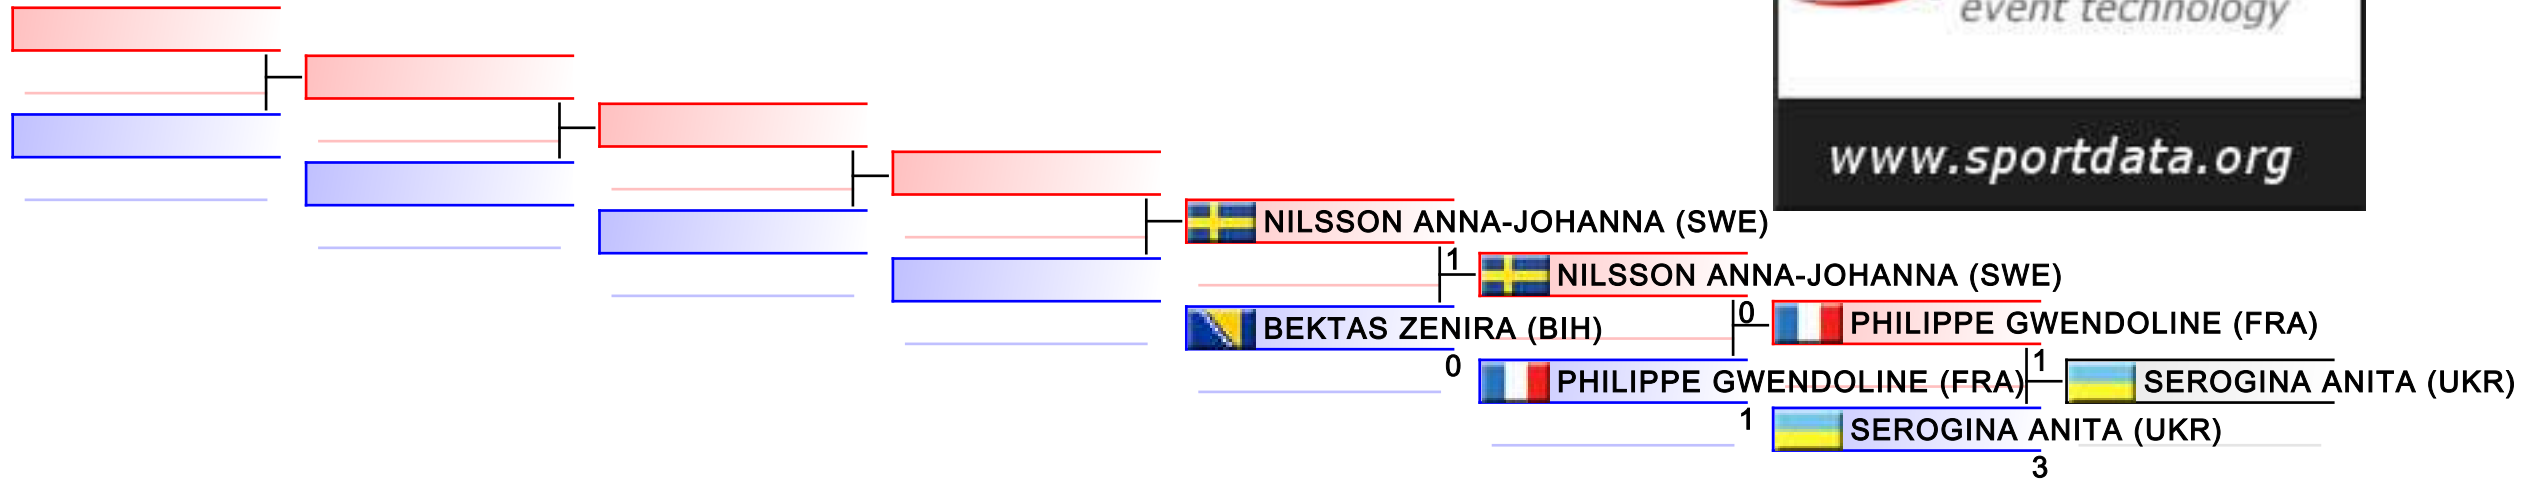 event technology
www.sportdata.org
NILSSON ANNA-JOHANNA (SWE)
1
NILSSON ANNA-JOHANNA (SWE)
0
PHILIPPE GWENDOLINE (FRA)
BEKTAS ZENIRA (BIH)
0
1
PHILIPPE GWENDOLINE (FRA)
SEROGINA ANITA (UKR)
1
SEROGINA ANITA (UKR)
3